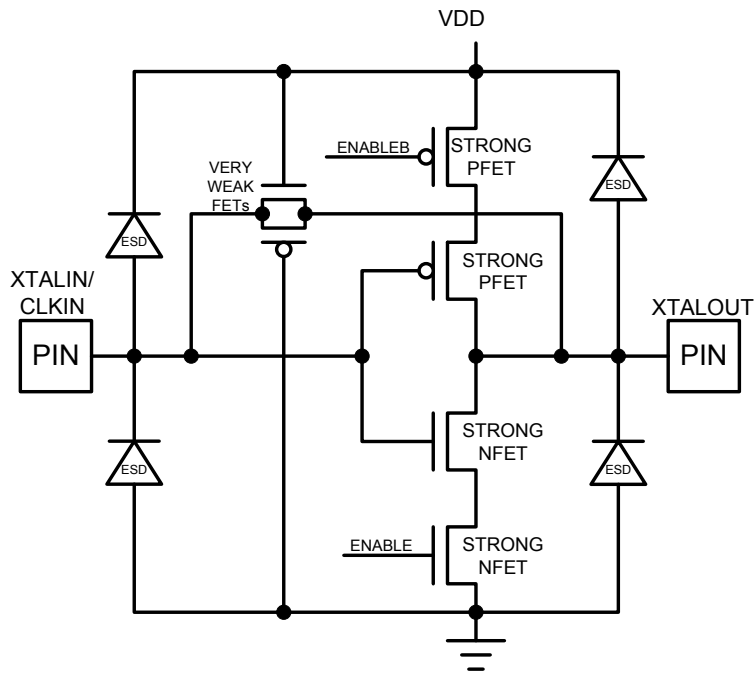 VDD
ENABLEB
STRONG
PFET
VERY
WEAK
FETs
ESD
ESD
STRONG
PFET
XTALIN/
CLKIN
PIN
XTALOUT
PIN
STRONG
NFET
ESD
ESD
ENABLE
STRONG
NFET